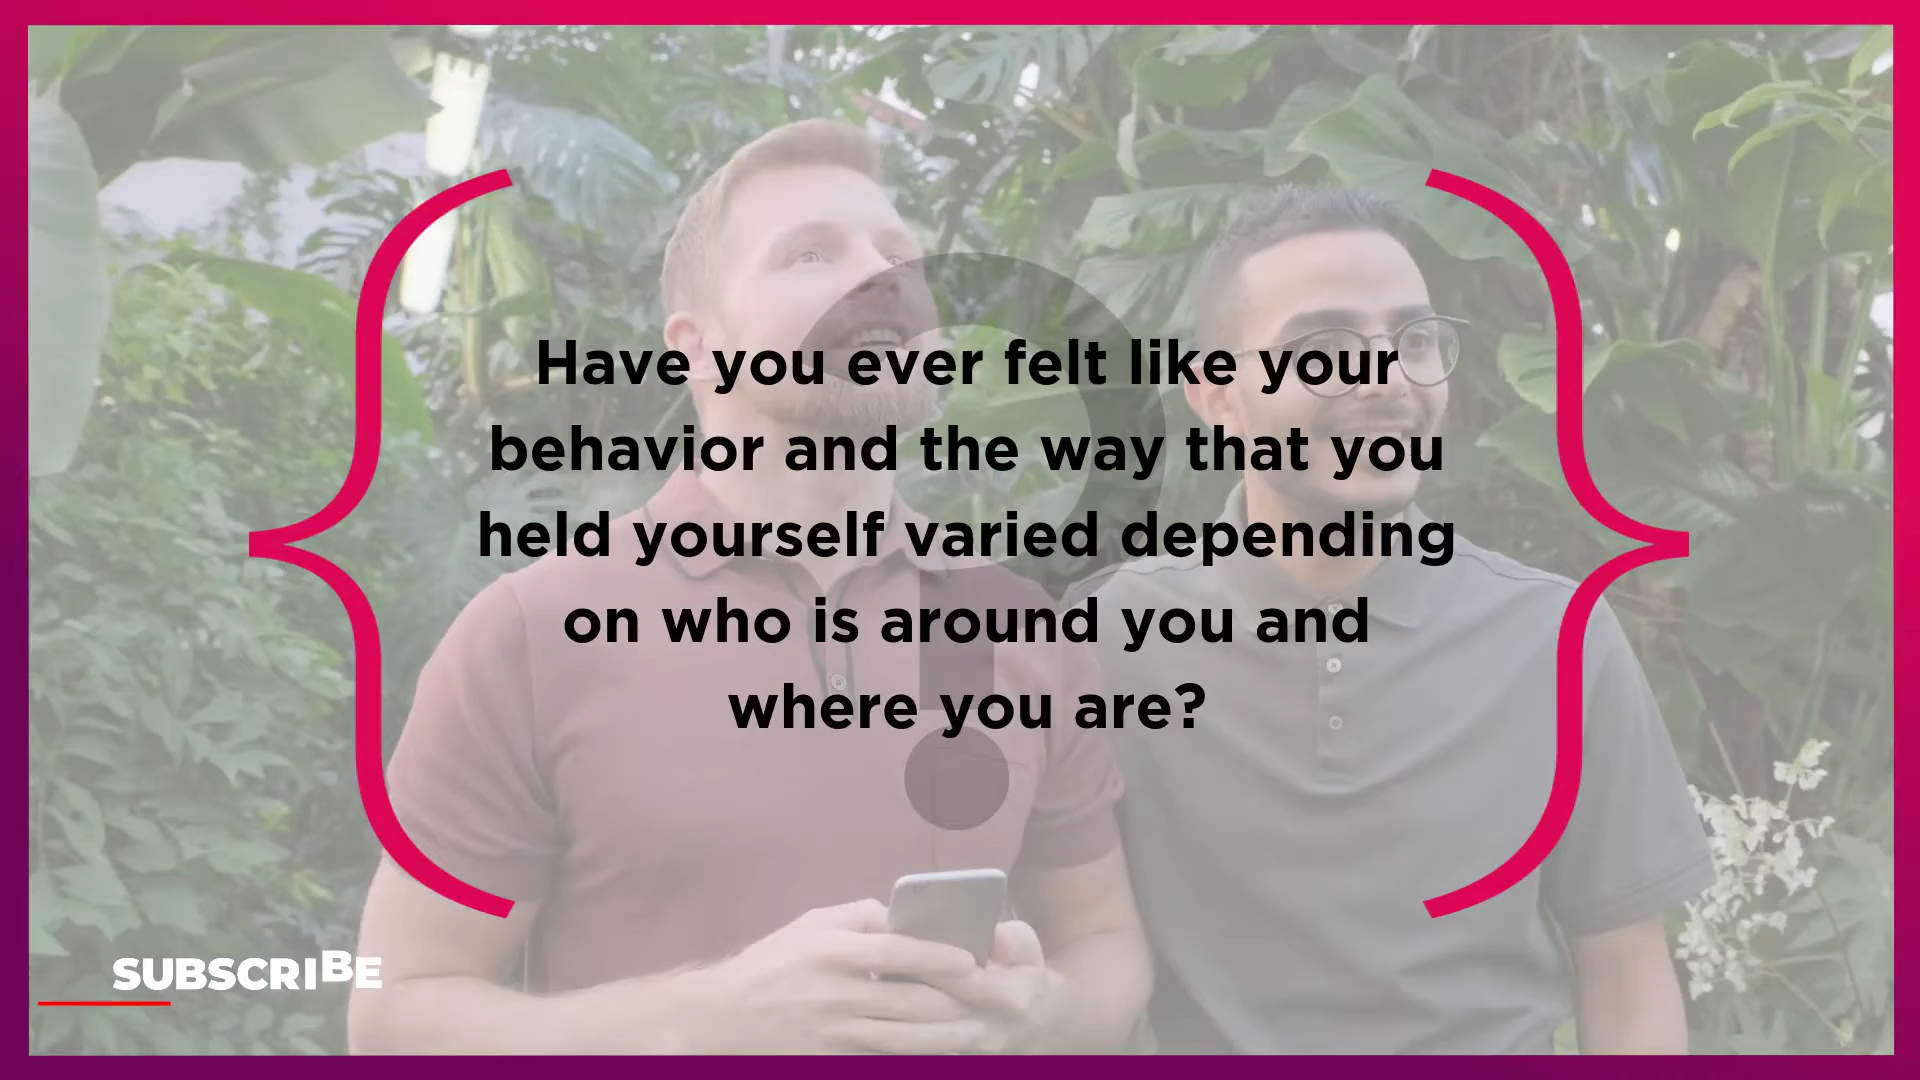 Have you ever felt like your
behavior and the way that you
held yourself varied depending
on who is around you and
where you are?
SUBSCRIBE